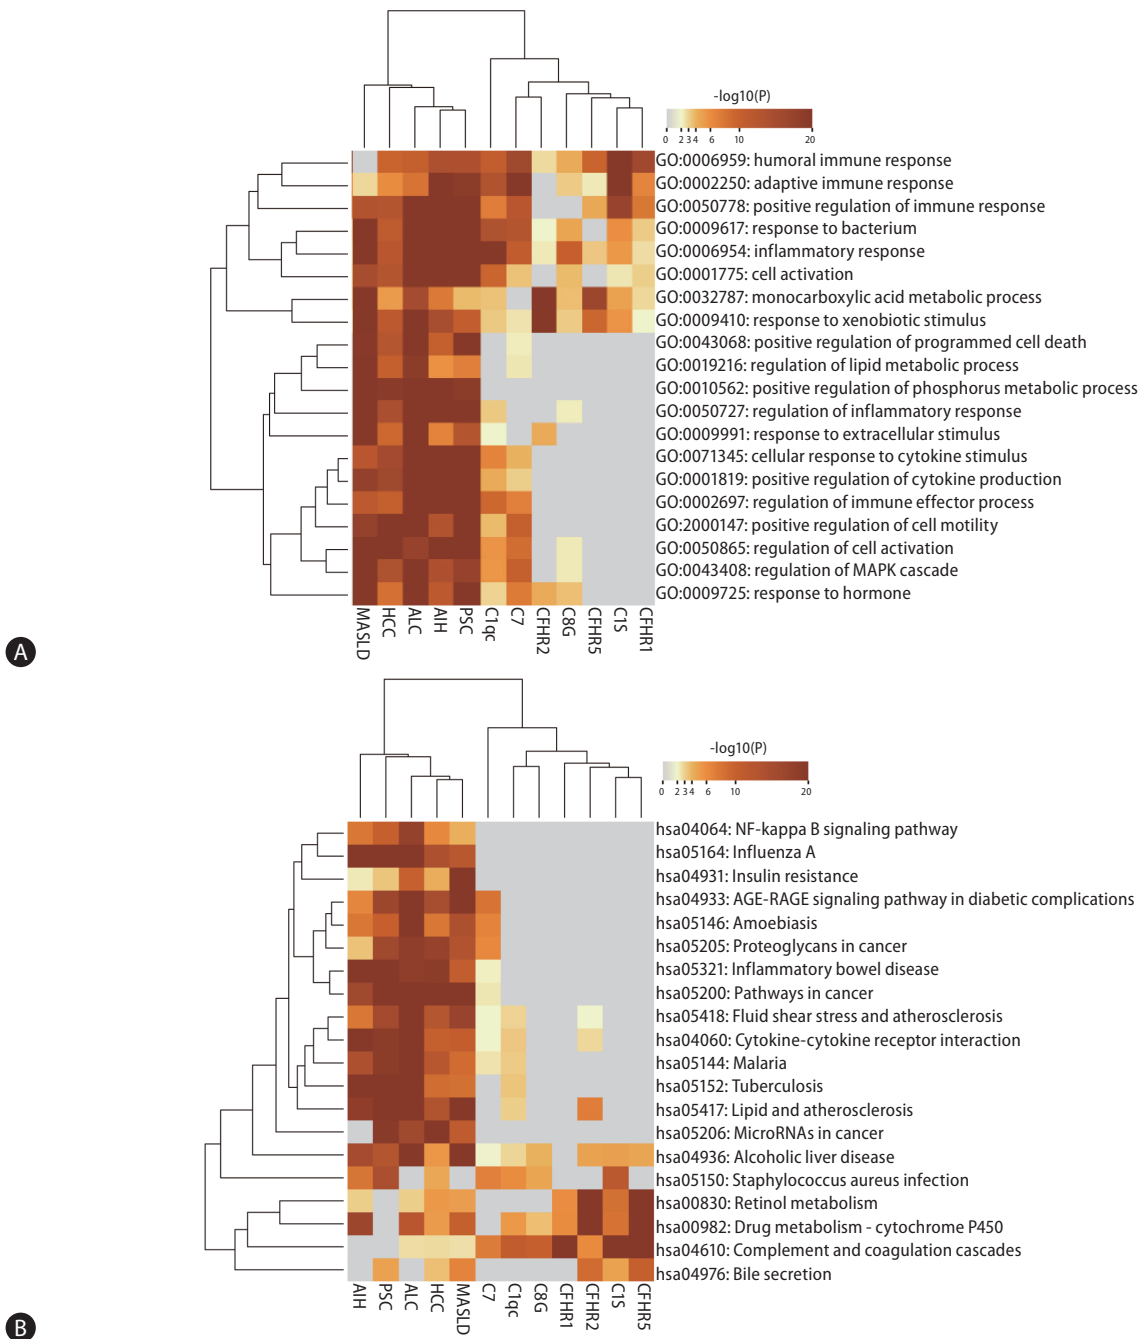 -log10(P)
0 2 3 4 6 10 20
GO:0006959: humoral immune response
GO:0002250: adaptive immune response
GO:0050778: positive regulation of immune response
GO:0009617: response to bacterium
GO:0006954: inflammatory response
GO:0001775: cell activation
GO:0032787: monocarboxylic acid metabolic process
GO:0009410: response to xenobiotic stimulus
GO:0043068: positive regulation of programmed cell death
GO:0019216: regulation of lipid metabolic process
GO:0010562: positive regulation of phosphorus metabolic process
GO:0050727: regulation of inflammatory response
GO:0009991: response to extracellular stimulus
GO:0071345: cellular response to cytokine stimulus
GO:0001819: positive regulation of cytokine production
GO:0002697: regulation of immune effector process
GO:2000147: positive regulation of cell motility
GO:0050865: regulation of cell activation
GO:0043408: regulation of MAPK cascade
GO:0009725: response to hormone
MASLD HCC ALC AIH PSC C1qc C7 CFHR2 C8G CFHR5 C1S CFHR1
A
-log10(P)
0 2 3 4 6 10 20
hsa04064: NF-kappa B signaling pathway
hsa05164: Influenza A
hsa04931: Insulin resistance
hsa04933: AGE-RAGE signaling pathway in diabetic complications
hsa05146: Amoebiasis
hsa05205: Proteoglycans in cancer
hsa05321: Inflammatory bowel disease
hsa05200: Pathways in cancer
hsa05418: Fluid shear stress and atherosclerosis
hsa04060: Cytokine-cytokine receptor interaction
hsa05144: Malaria
hsa05152: Tuberculosis
hsa05417: Lipid and atherosclerosis
hsa05206: MicroRNAs in cancer
hsa04936: Alcoholic liver disease
hsa05150: Staphylococcus aureus infection
hsa00830: Retinol metabolism
hsa00982: Drug metabolism - cytochrome P450
hsa04610: Complement and coagulation cascades
hsa04976: Bile secretion
AIH PSC ALC HCC MASLD C7 C1qc C8G CFHR1 CFHR2 C1S CFHR5
B